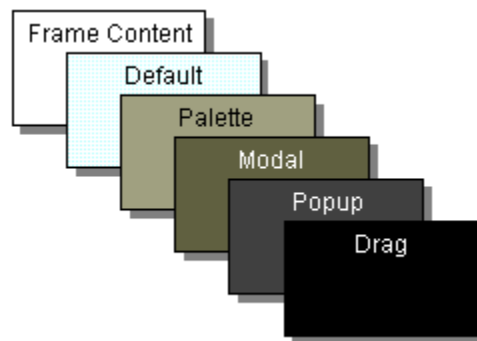 Frame Content
Default
Palette
Modal
Popup
Drag